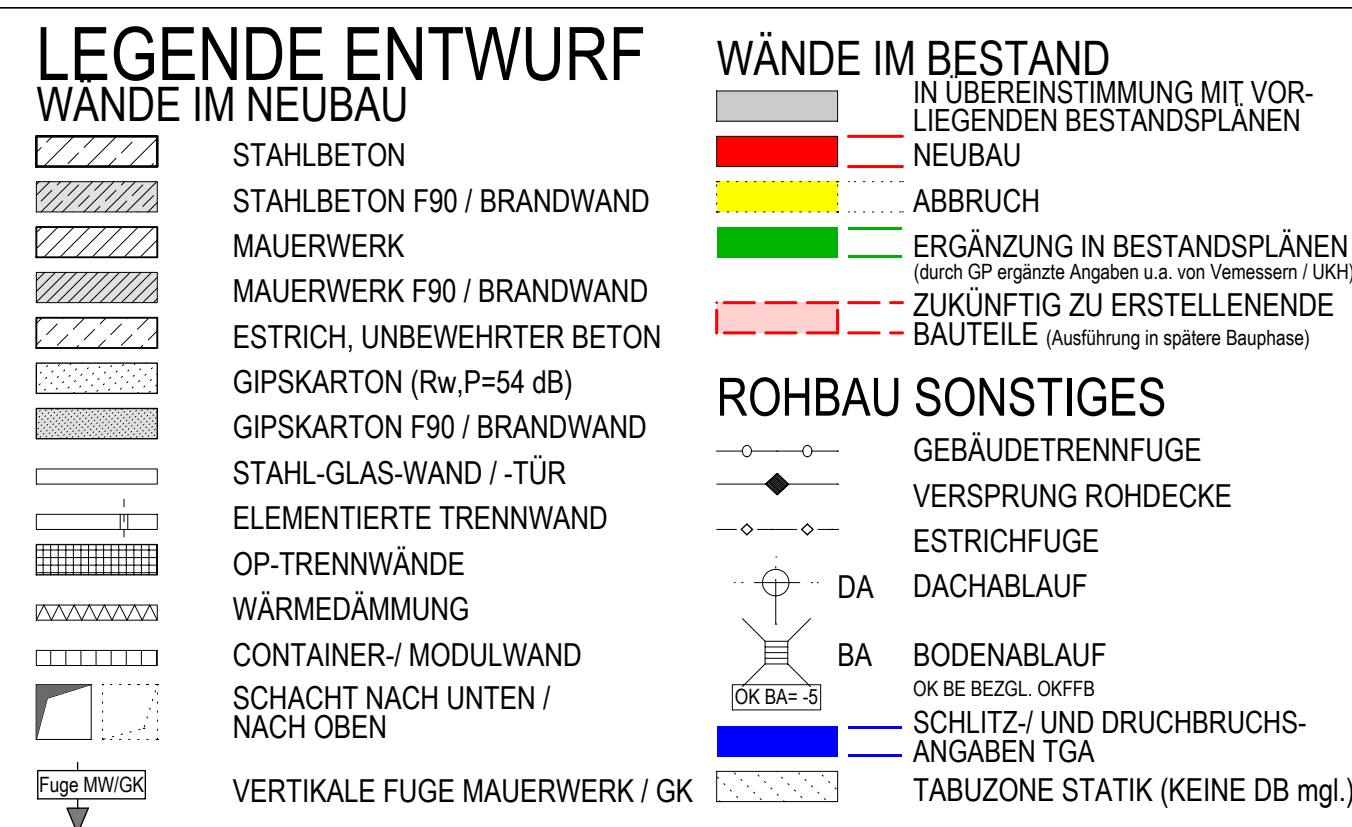 LEGENDE ENTWURF
WÄNDE IM NEUBAU
STAHLBETON
STAHLBETON F90 / BRANDWAND
MAUERWERK
MAUERWERK F90 / BRANDWAND
ESTRICH, UNBEWEHRTER BETON
GIPSKARTON (Rw,P=54 dB)
GIPSKARTON F90 / BRANDWAND
STAHL-GLAS-WAND / -TÜR
ELEMENTIERTE TRENNWAND
OP-TRENNWÄNDE
WÄRMEDÄMMUNG
CONTAINER-/ MODULWAND
SCHACHT NACH UNTEN /
NACH OBEN
Fuge MW/GK
VERTIKALE FUGE MAUERWERK / GK
WÄNDE IM BESTAND
IN ÜBEREINSTIMMUNG MIT VOR-
LIEGENDEN BESTANDSPLÄNEN
NEUBAU
ABBRUCH
ERGÄNZUNG IN BESTANDSPLÄNEN
(durch GP ergänzte Angaben u.a. von Vemessern / UKH)
ZUKÜNFTIG ZU ERSTELLENENDE
BAUTEILE (Ausführung in spätere Bauphase)
ROHBAU SONSTIGES
GEBÄUDETRENNFUGE
VERSPRUNG ROHDECKE
ESTRICHFUGE
DA DACHABLAUF
BA BODENABLAUF
OK BA= -5
OK BE BEZGL. OKFFB
SCHLITZ-/ UND DRUCHBRUCHS-
ANGABEN TGA
TABUZONE STATIK (KEINE DB mgl.)